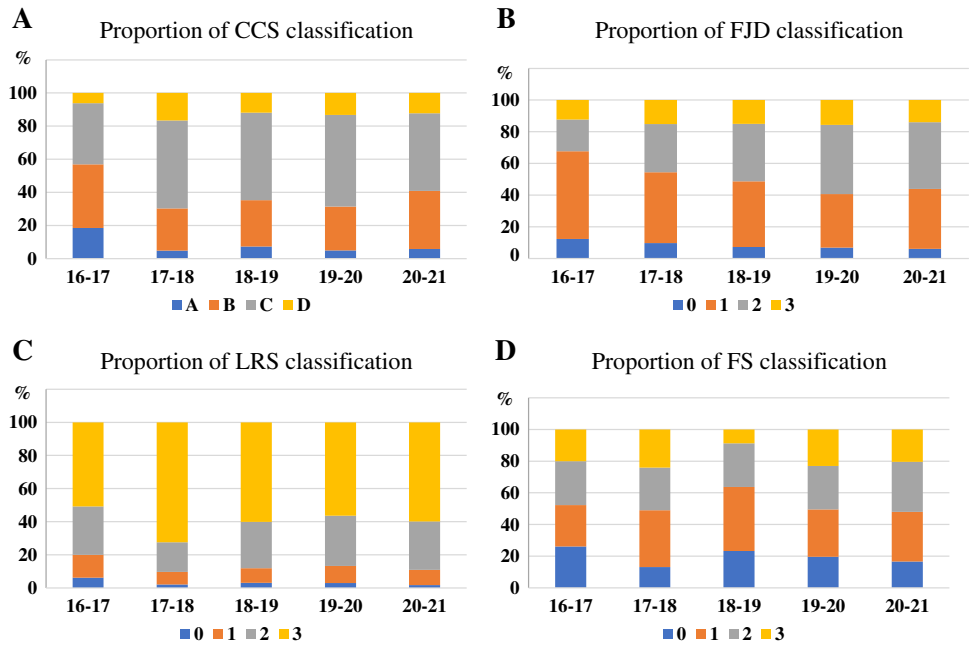 A
Proportion of CCS classification
%
100
80
60
40
20
0
16-17 17-18 18-19 19-20 20-21
A B C D
B
Proportion of FJD classification
%
100
80
60
40
20
0
16-17 17-18 18-19 19-20 20-21
0 1 2 3
C
Proportion of LRS classification
%
100
80
60
40
20
0
16-17 17-18 18-19 19-20 20-21
0 1 2 3
D
Proportion of FS classification
%
100
80
60
40
20
0
16-17 17-18 18-19 19-20 20-21
0 1 2 3